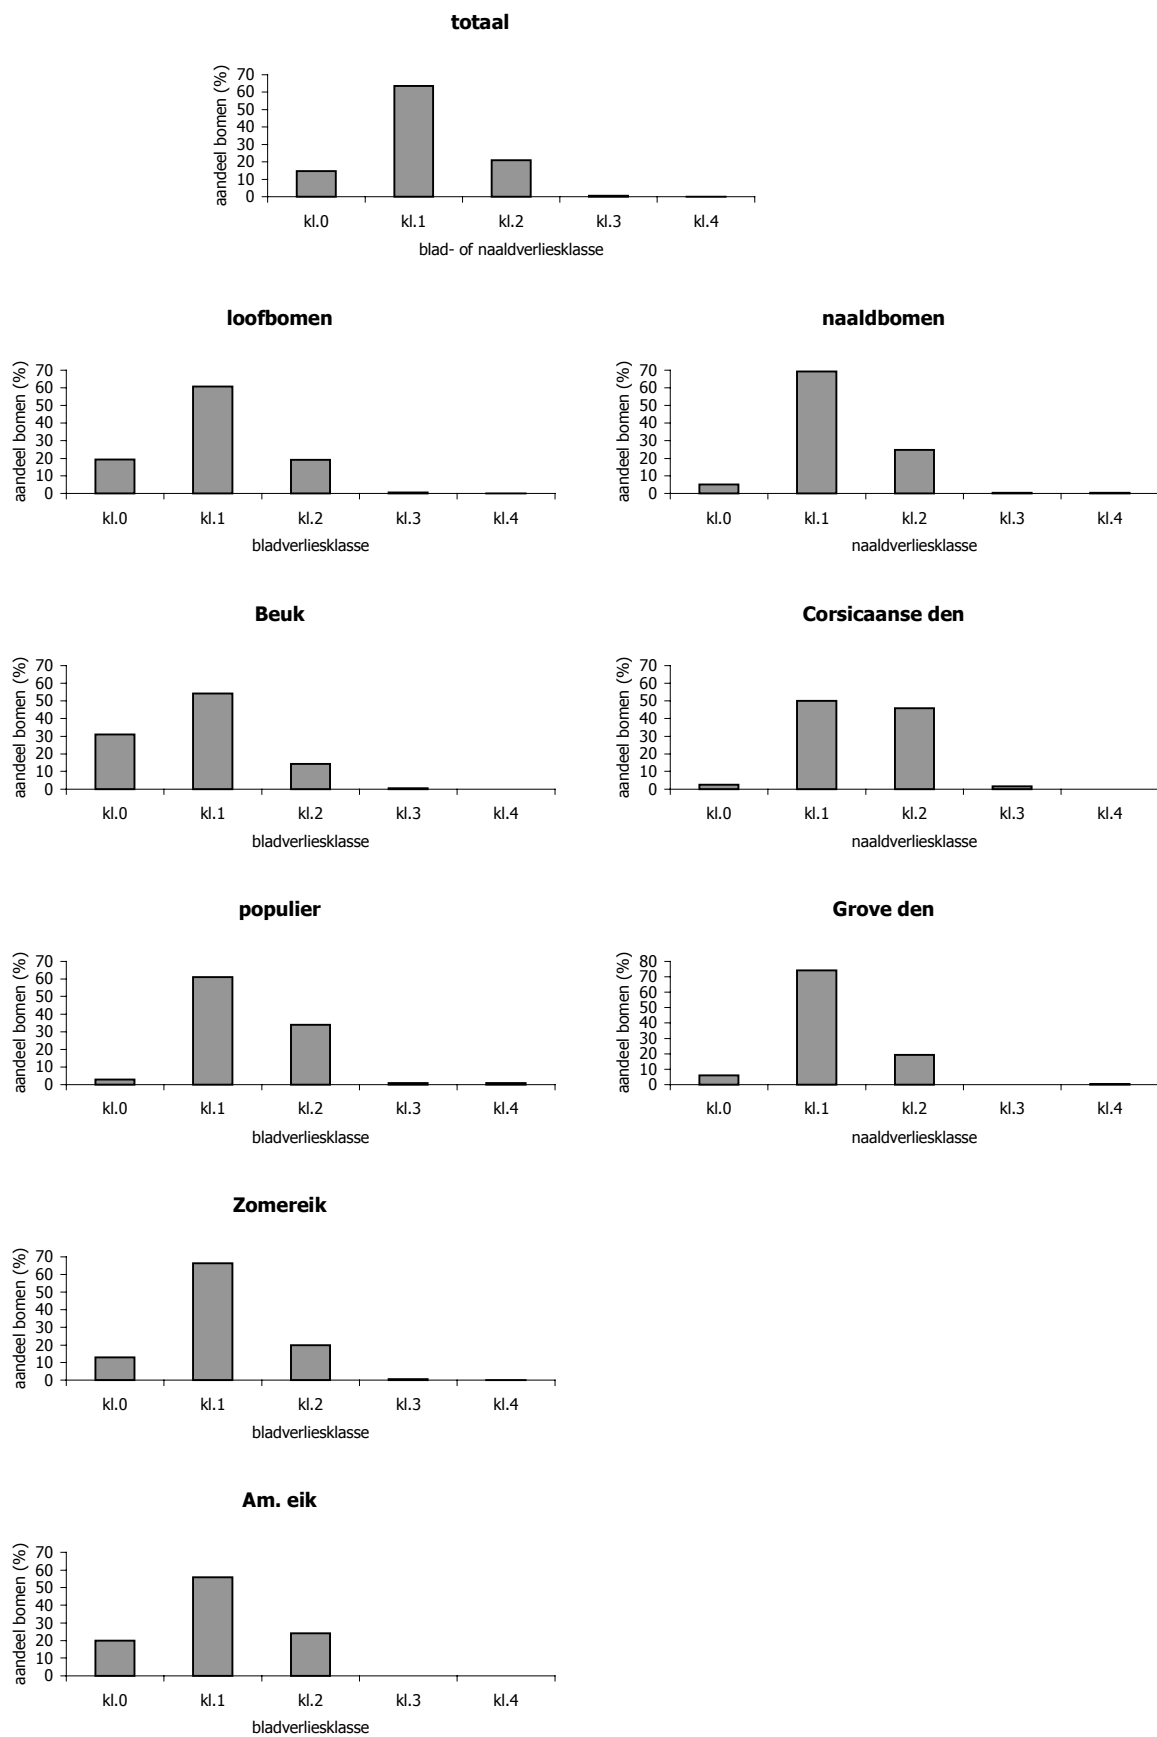 totaal
aandeel bomen (%)
70
60
50
40
30
20
10
0
kl.0 kl.1 kl.2 kl.3 kl.4
blad- of naaldverliesklasse
loofbomen
aandeel bomen (%)
70
60
50
40
30
20
10
0
kl.0 kl.1 kl.2 kl.3 kl.4
bladverliesklasse
naaldbomen
aandeel bomen (%)
70
60
50
40
30
20
10
0
kl.0 kl.1 kl.2 kl.3 kl.4
naaldverliesklasse
Beuk
aandeel bomen (%)
70
60
50
40
30
20
10
0
kl.0 kl.1 kl.2 kl.3 kl.4
bladverliesklasse
Corsicaanse den
aandeel bomen (%)
70
60
50
40
30
20
10
0
kl.0 kl.1 kl.2 kl.3 kl.4
naaldverliesklasse
populier
aandeel bomen (%)
70
60
50
40
30
20
10
0
kl.0 kl.1 kl.2 kl.3 kl.4
bladverliesklasse
Grove den
aandeel bomen (%)
80
70
60
50
40
30
20
10
0
kl.0 kl.1 kl.2 kl.3 kl.4
naaldverliesklasse
Zomereik
aandeel bomen (%)
70
60
50
40
30
20
10
0
kl.0 kl.1 kl.2 kl.3 kl.4
bladverliesklasse
Am. eik
aandeel bomen (%)
70
60
50
40
30
20
10
0
kl.0 kl.1 kl.2 kl.3 kl.4
bladverliesklasse